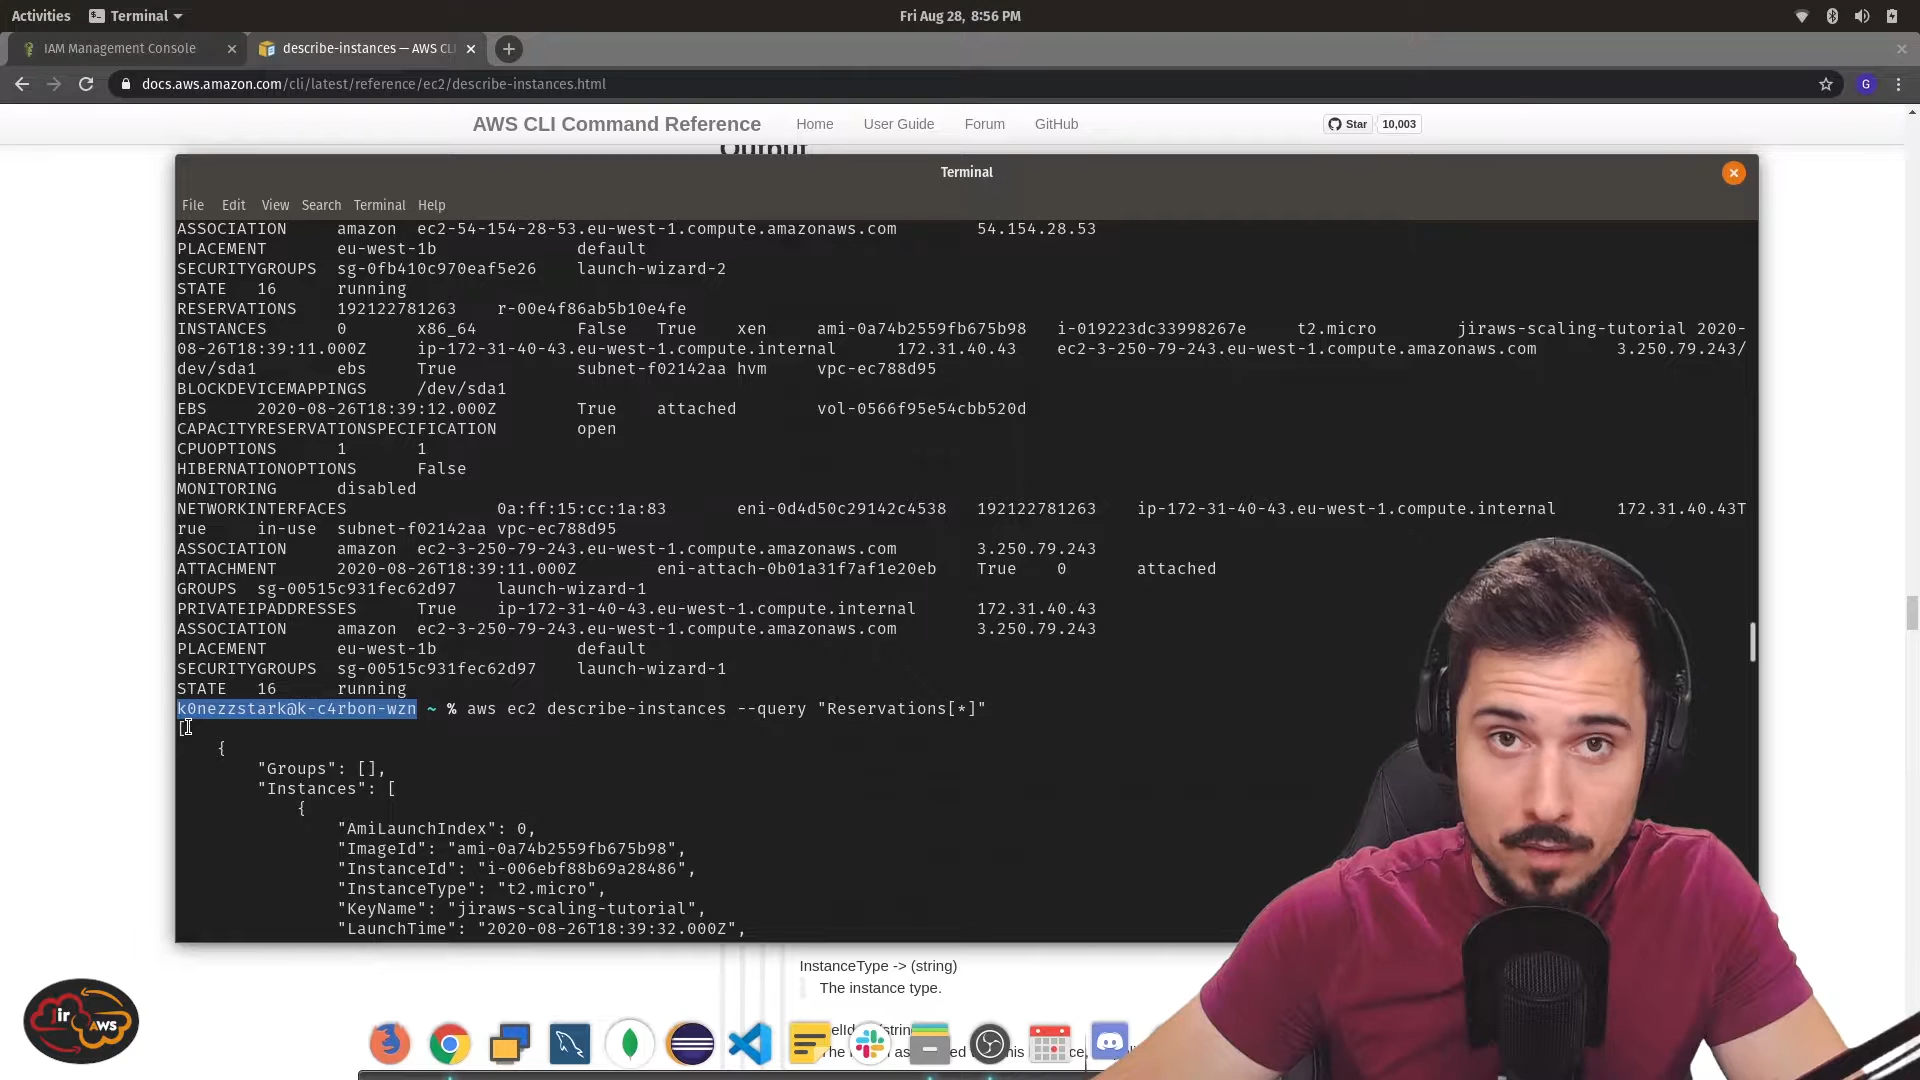 Activities Terminal Fri Aug 28, 8:56 PM
IAM Management Console describe-instances — AWS CL
docs.aws.amazon.com/cli/latest/reference/ec2/describe-instances.html G
AWS CLI Command Reference Home User Guide Forum GitHub Star 10,003
Output
Terminal
File Edit View Search Terminal Help
ASSOCIATION amazon ec2-54-154-28-53.eu-west-1.compute.amazonaws.com 54.154.28.53
PLACEMENT eu-west-1b default
SECURITYGROUPS sg-0fb410c970eaf5e26 launch-wizard-2
STATE 16 running
RESERVATIONS 192122781263 r-00e4f86ab5b10e4fe
INSTANCES 0 x86_64 False True xen ami-0a74b2559fb675b98 i-019223dc33998267e t2.micro jiraws-scaling-tutorial 2020-
08-26T18:39:11.000Z ip-172-31-40-43.eu-west-1.compute.internal 172.31.40.43 ec2-3-250-79-243.eu-west-1.compute.amazonaws.com 3.250.79.243/
dev/sda1 ebs True subnet-f02142aa hvm vpc-ec788d95
BLOCKDEVICEMAPPINGS /dev/sda1
EBS 2020-08-26T18:39:12.000Z True attached vol-0566f95e54cbb520d
CAPACITYRESERVATIONSPECIFICATION open
CPUOPTIONS 1 1
HIBERNATIONOPTIONS False
MONITORING disabled
NETWORKINTERFACES 0a:ff:15:cc:1a:83 eni-0d4d50c29142c4538 192122781263 ip-172-31-40-43.eu-west-1.compute.internal 172.31.40.43T
rue in-use subnet-f02142aa vpc-ec788d95
ASSOCIATION amazon ec2-3-250-79-243.eu-west-1.compute.amazonaws.com 3.250.79.243
ATTACHMENT 2020-08-26T18:39:11.000Z eni-attach-0b01a31f7af1e20eb True 0 attached
GROUPS sg-00515c931fec62d97 launch-wizard-1
PRIVATEIPADDRESSES True ip-172-31-40-43.eu-west-1.compute.internal 172.31.40.43
ASSOCIATION amazon ec2-3-250-79-243.eu-west-1.compute.amazonaws.com 3.250.79.243
PLACEMENT eu-west-1b default
SECURITYGROUPS sg-00515c931fec62d97 launch-wizard-1
STATE 16 running
k0nezzstark@k-c4rbon-wzn ~ % aws ec2 describe-instances --query "Reservations[*]"
[
{
"Groups": [],
"Instances": [
{
"AmiLaunchIndex": 0,
"ImageId": "ami-0a74b2559fb675b98",
"InstanceId": "i-006ebf88b69a28486",
"InstanceType": "t2.micro",
"KeyName": "jiraws-scaling-tutorial",
"LaunchTime": "2020-08-26T18:39:32.000Z",
InstanceType -> (string)
The instance type.
jir AWS